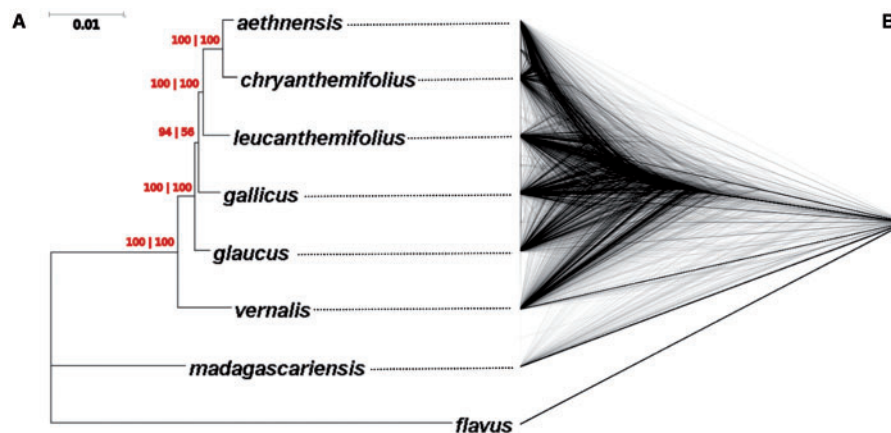 A
B
0.01
aethnensis
100 | 100
chryanthemifolius
100 | 100
leucanthemifolius
94 | 56
gallicus
100 | 100
glaucus
100 | 100
vernalis
madagascariensis
flavus